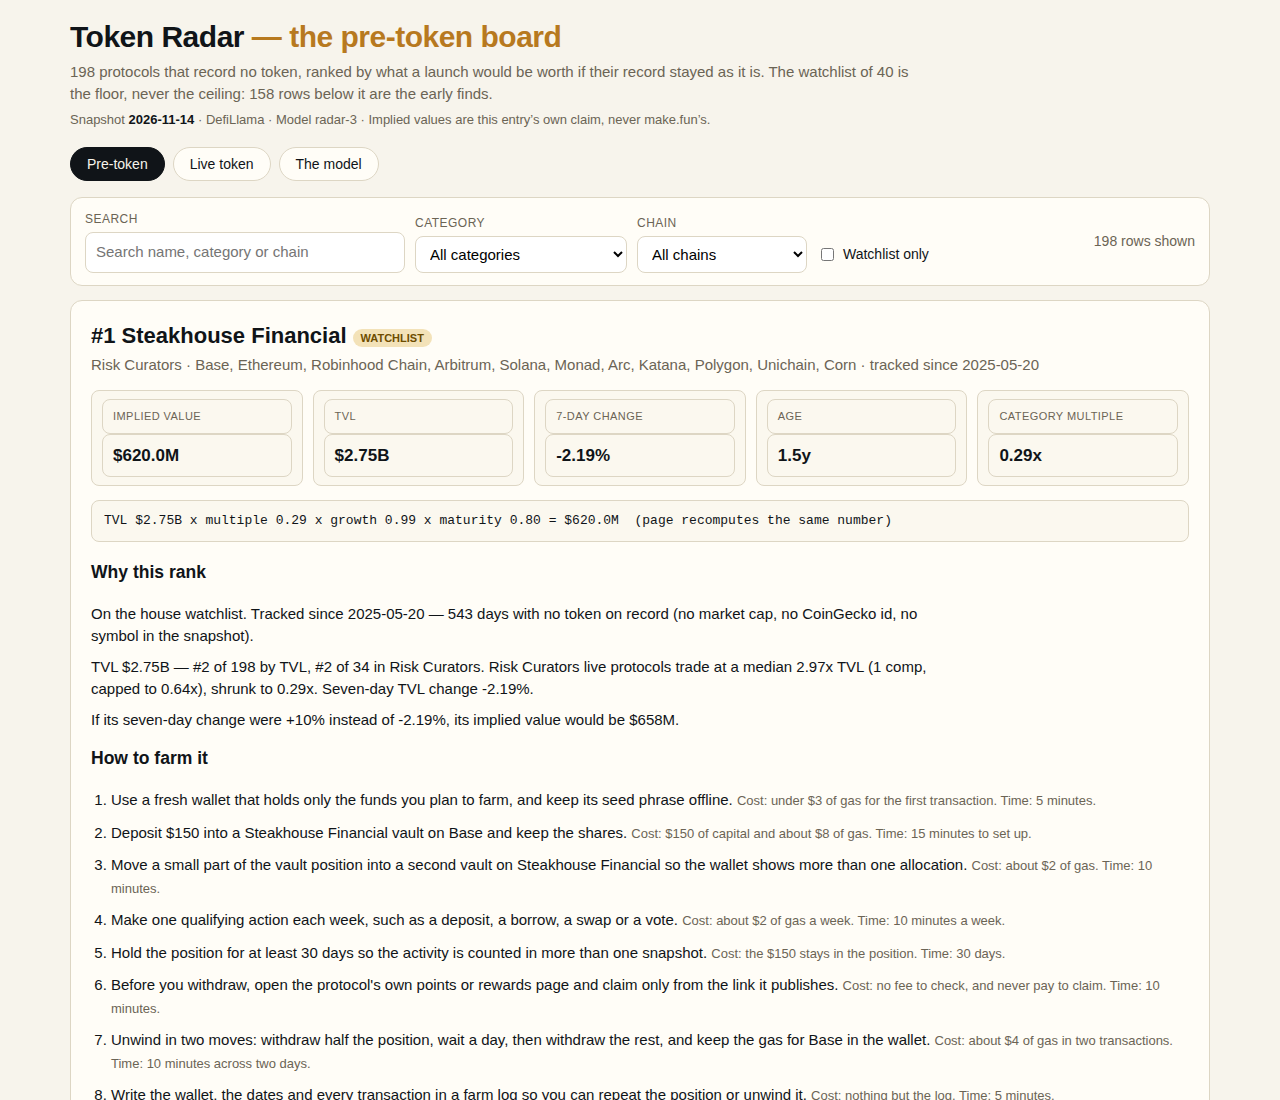 Token Radar — the pre-token board
198 protocols that record no token, ranked by what a launch would be worth if their record stayed as it is. The watchlist of 40 is
the floor, never the ceiling: 158 rows below it are the early finds.
Snapshot 2026-11-14 · DefiLlama · Model radar-3 · Implied values are this entry’s own claim, never make.fun’s.
Pre-token Live token The model
SEARCH CATEGORY CHAIN
Search name, category or chain All categories All chains Watchlist only 198 rows shown
#1 Steakhouse Financial WATCHLIST
Risk Curators · Base, Ethereum, Robinhood Chain, Arbitrum, Solana, Monad, Arc, Katana, Polygon, Unichain, Corn · tracked since 2025-05-20
IMPLIED VALUE TVL 7-DAY CHANGE AGE CATEGORY MULTIPLE
$620.0M $2.75B -2.19% 1.5y 0.29x
TVL $2.75B x multiple 0.29 x growth 0.99 x maturity 0.80 = $620.0M (page recomputes the same number)
Why this rank
On the house watchlist. Tracked since 2025-05-20 — 543 days with no token on record (no market cap, no CoinGecko id, no
symbol in the snapshot).
TVL $2.75B — #2 of 198 by TVL, #2 of 34 in Risk Curators. Risk Curators live protocols trade at a median 2.97x TVL (1 comp,
capped to 0.64x), shrunk to 0.29x. Seven-day TVL change -2.19%.
If its seven-day change were +10% instead of -2.19%, its implied value would be $658M.
How to farm it
1. Use a fresh wallet that holds only the funds you plan to farm, and keep its seed phrase offline. Cost: under $3 of gas for the first transaction. Time: 5 minutes.
2. Deposit $150 into a Steakhouse Financial vault on Base and keep the shares. Cost: $150 of capital and about $8 of gas. Time: 15 minutes to set up.
3. Move a small part of the vault position into a second vault on Steakhouse Financial so the wallet shows more than one allocation. Cost: about $2 of gas. Time: 10
minutes.
4. Make one qualifying action each week, such as a deposit, a borrow, a swap or a vote. Cost: about $2 of gas a week. Time: 10 minutes a week.
5. Hold the position for at least 30 days so the activity is counted in more than one snapshot. Cost: the $150 stays in the position. Time: 30 days.
6. Before you withdraw, open the protocol's own points or rewards page and claim only from the link it publishes. Cost: no fee to check, and never pay to claim. Time: 10
minutes.
7. Unwind in two moves: withdraw half the position, wait a day, then withdraw the rest, and keep the gas for Base in the wallet. Cost: about $4 of gas in two transactions.
Time: 10 minutes across two days.
8. Write the wallet, the dates and every transaction in a farm log so you can repeat the position or unwind it. Cost: nothing but the log. Time: 5 minutes.